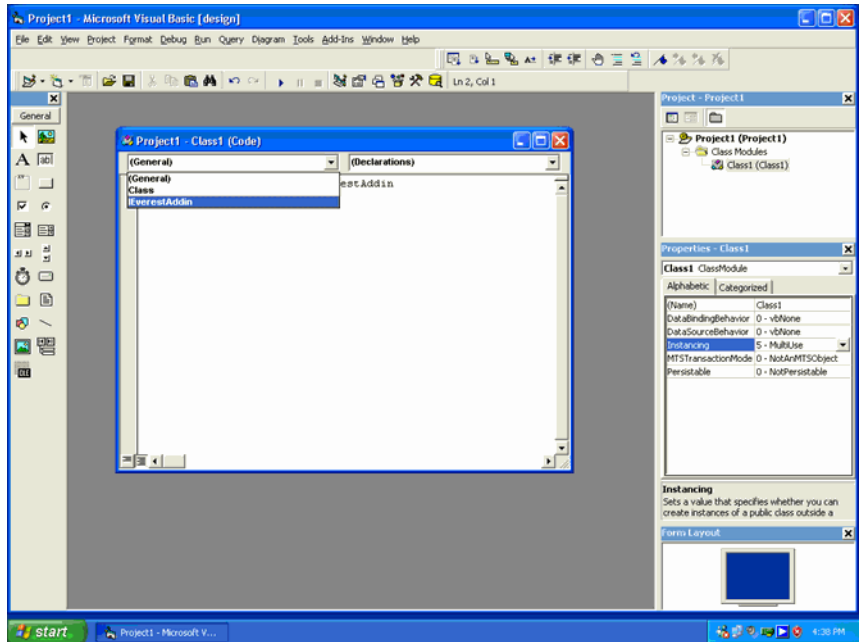 Project1 - Microsoft Visual Basic [design]
File Edit View Project Format Debug Run Query Diagram Tools Add-Ins Window Help
Ln 2, Col 1
General
Project1 - Class1 (Code)
(General)
(Declarations)
(General)
Class
IEverestAddin
estAddin
Project - Project1
Project1 (Project1)
Class Modules
Class1 (Class1)
Properties - Class1
Class1 ClassModule
Alphabetic Categorized
(Name) Class1
DataBindingBehavior 0 - vbNone
DataSourceBehavior 0 - vbNone
Instancing 5 - MultiUse
MTSTransactionMode 0 - NotAnMTSObject
Persistable 0 - NotPersistable
Instancing
Sets a value that specifies whether you can
create instances of a public class outside a
Form Layout
start
Project1 - Microsoft V...
4:38 PM